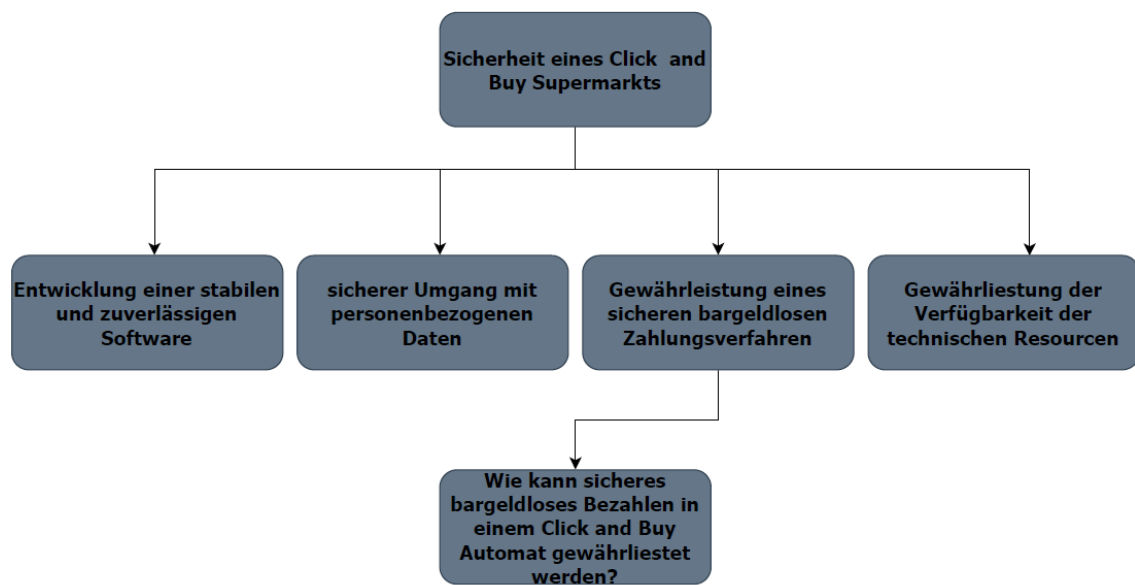 Sicherheit eines Click and
Buy Supermarkts
Entwicklung einer stabilen
und zuverlässigen
Software
sicherer Umgang mit
personenbezogenen
Daten
Gewährleistung eines
sicheren bargeldlosen
Zahlungsverfahren
Gewährliestung der
Verfügbarkeit der
technischen Resourcen
Wie kann sicheres
bargeldloses Bezahlen in
einem Click and Buy
Automat gewährliestet
werden?